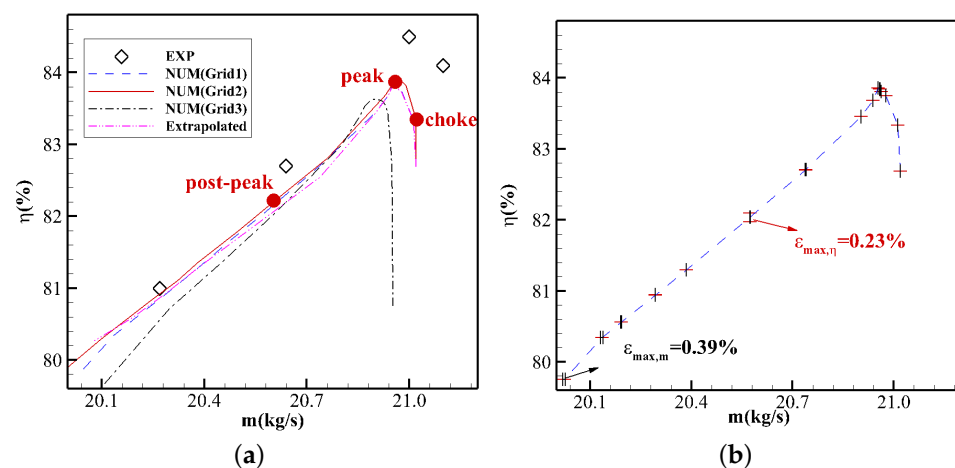 EXP
NUM(Grid1)
NUM(Grid2)
NUM(Grid3)
Extrapolated
peak
choke
post-peak
η(%)
84
83
82
81
80
20.1 20.4 20.7 21.0
m(kg/s)
(a)
η(%)
84
83
82
81
80
εmax,η=0.23%
εmax,m=0.39%
20.1 20.4 20.7 21.0
m(kg/s)
(b)